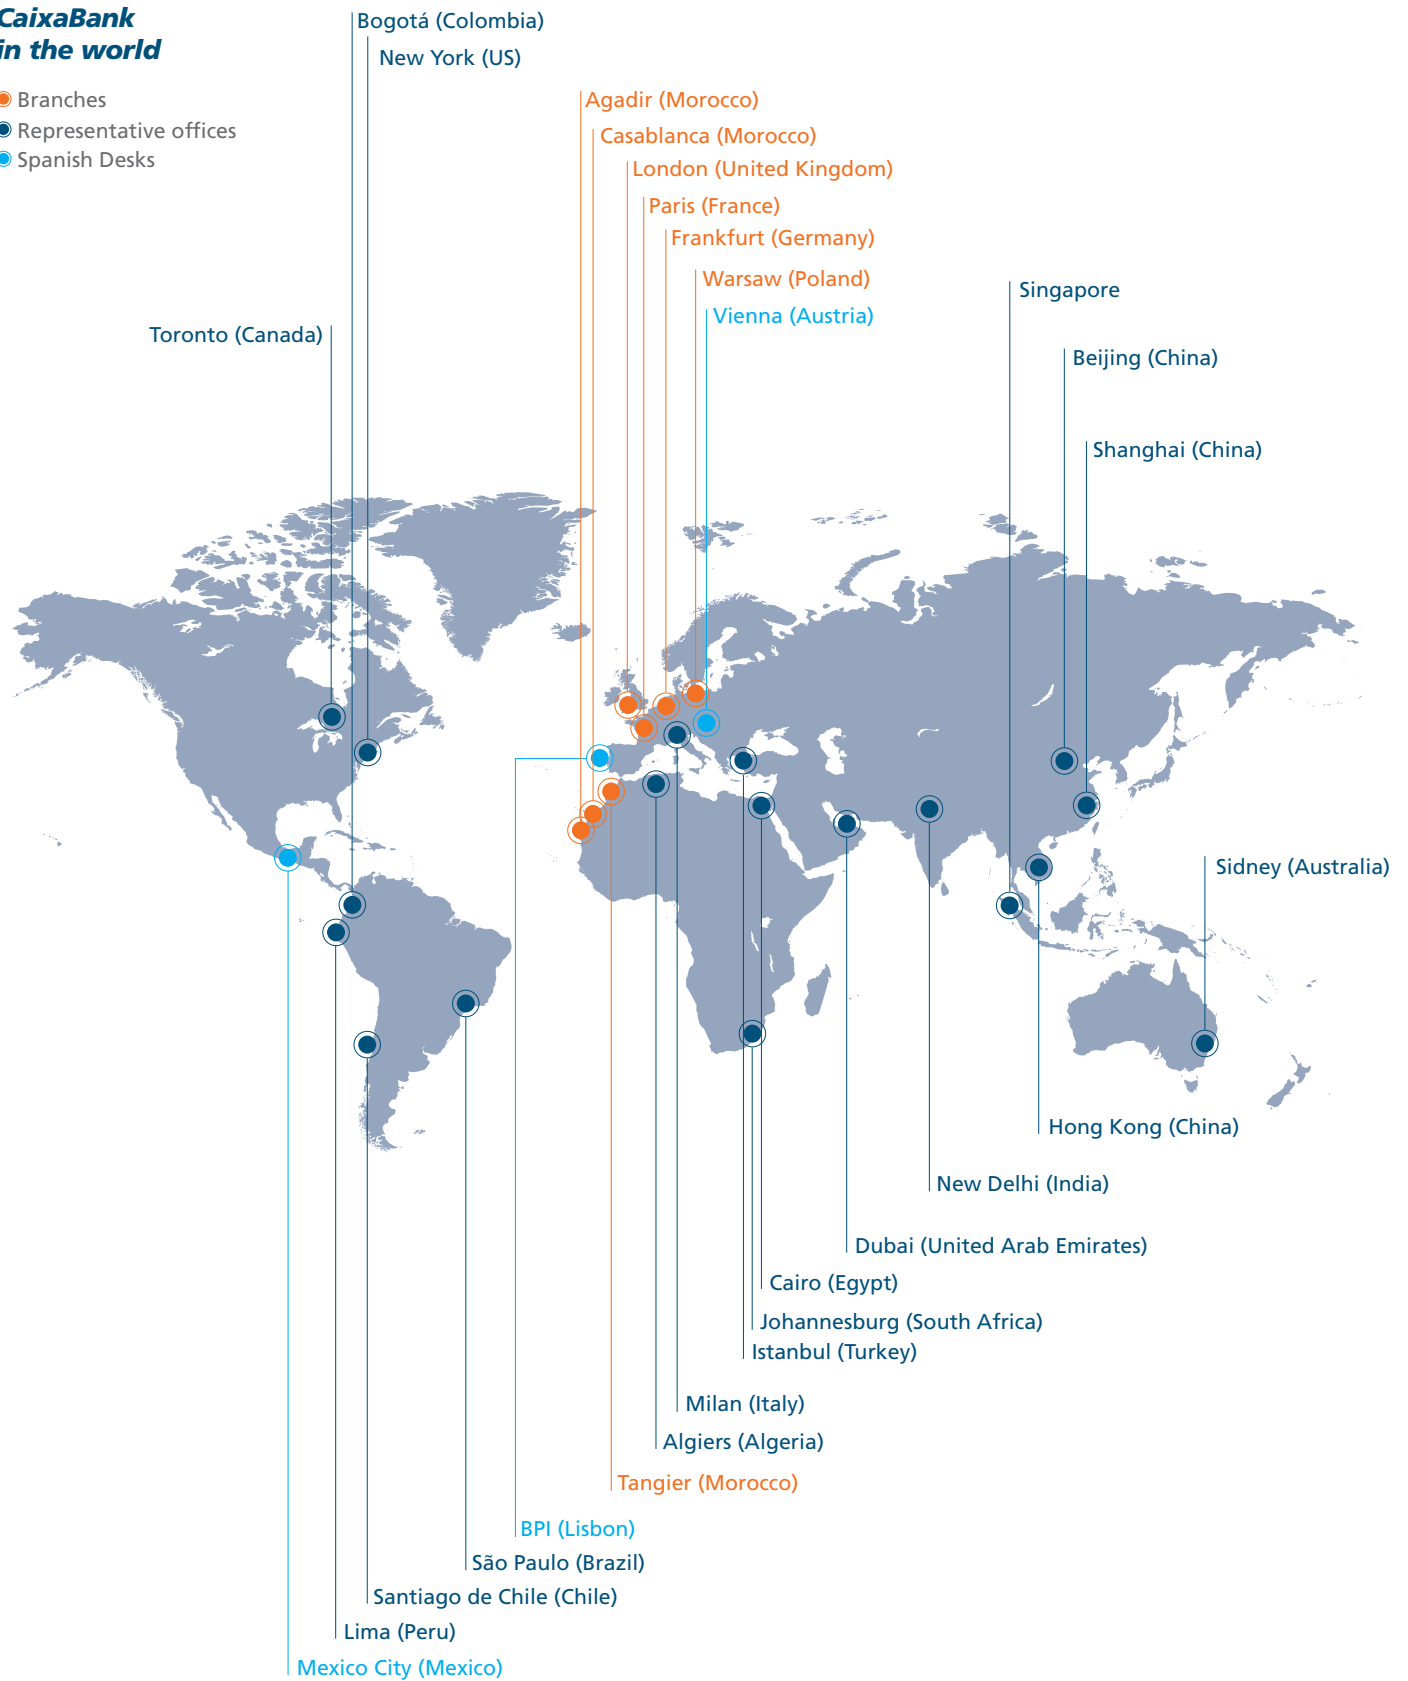 CaixaBank
in the world
Branches
Representative offices
Spanish Desks
Bogotá (Colombia)
New York (US)
Agadir (Morocco)
Casablanca (Morocco)
London (United Kingdom)
Paris (France)
Frankfurt (Germany)
Warsaw (Poland)
Vienna (Austria)
Singapore
Toronto (Canada)
Beijing (China)
Shanghai (China)
Sidney (Australia)
Hong Kong (China)
New Delhi (India)
Dubai (United Arab Emirates)
Cairo (Egypt)
Johannesburg (South Africa)
Istanbul (Turkey)
Milan (Italy)
Algiers (Algeria)
Tangier (Morocco)
BPI (Lisbon)
São Paulo (Brazil)
Santiago de Chile (Chile)
Lima (Peru)
Mexico City (Mexico)